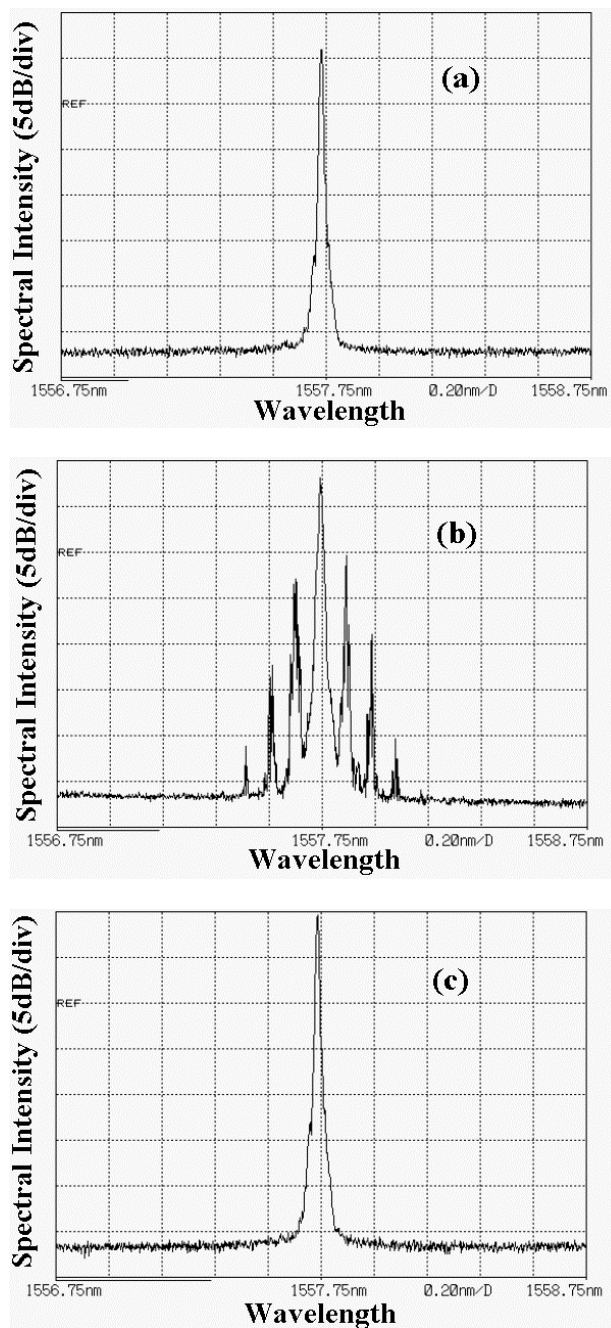 (a)
REF
Spectral Intensity (5dB/div)
1556.75nm 1557.75nm 0.20nm/D 1558.75nm
Wavelength
(b)
REF
Spectral Intensity (5dB/div)
1556.75nm 1557.75nm 0.20nm/D 1558.75nm
Wavelength
(c)
REF
Spectral Intensity (5dB/div)
1556.75nm 1557.75nm 0.20nm/D 1558.75nm
Wavelength